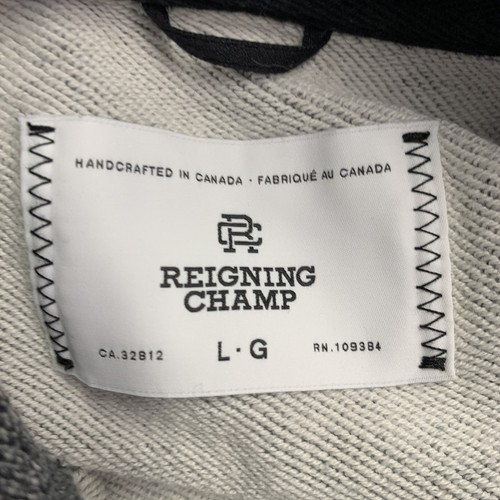 HANDCRAFTED IN CANADA · FABRIQUÉ AU CANADA
RC
REIGNING
CHAMP
CA.32812 L·G RN.109384